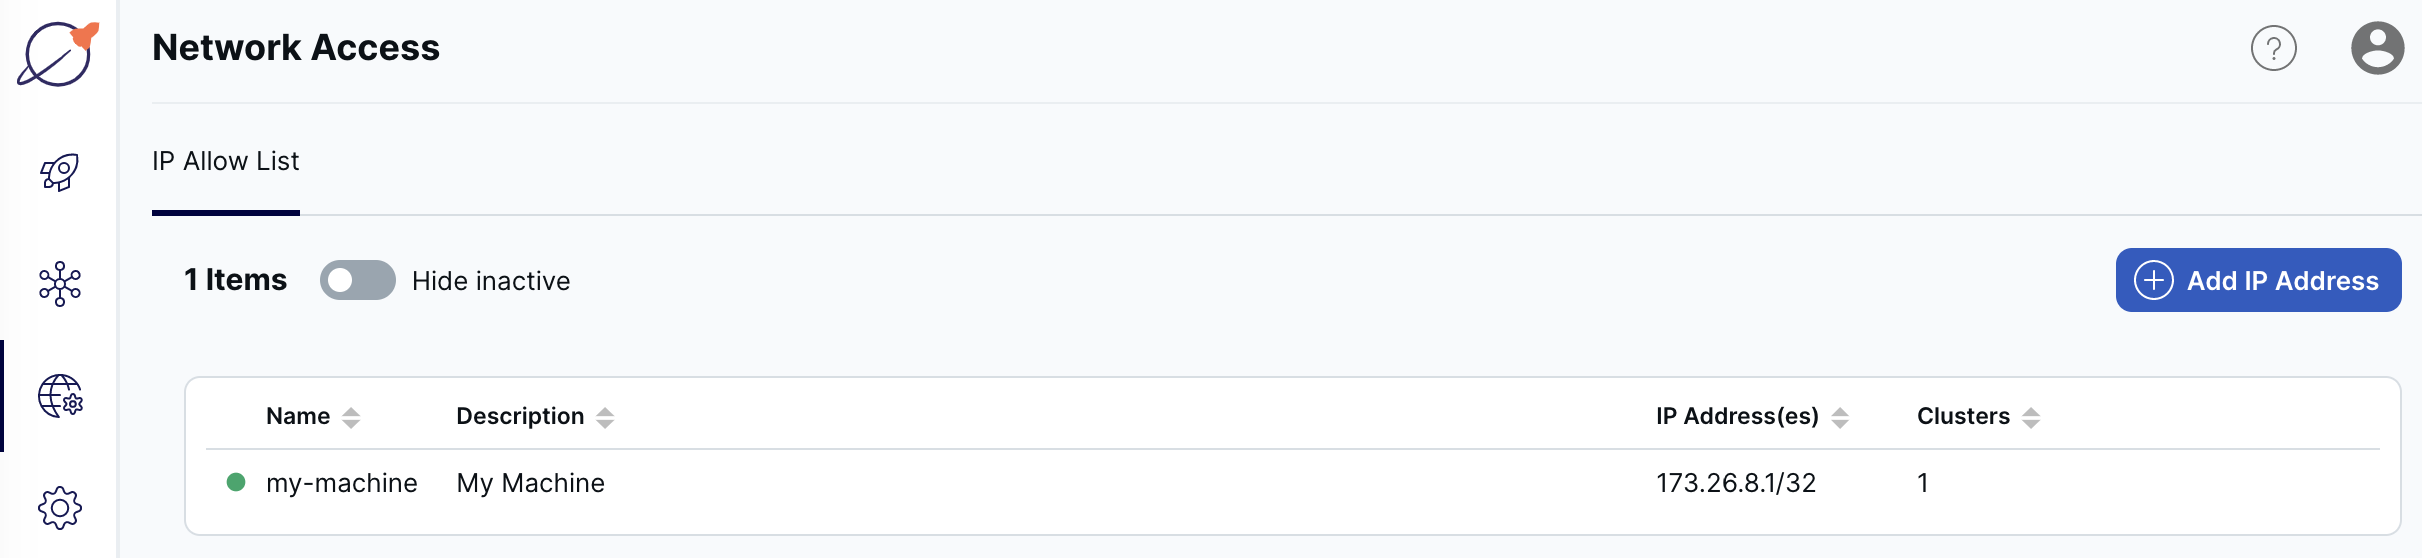 Network Access
?
IP Allow List
1 Items
Hide inactive
Add IP Address
Name Description IP Address(es) Clusters
my-machine My Machine 173.26.8.1/32 1